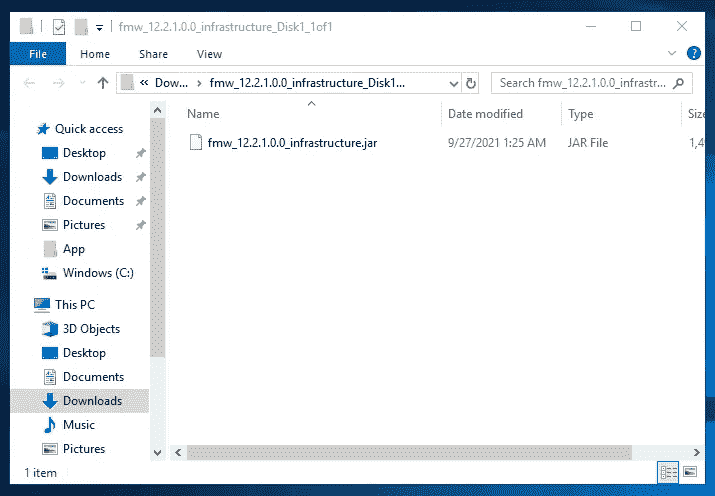 fmw_12.2.1.0.0_infrastructure_Disk1_1of1
File Home Share View
« Dow... > fmw_12.2.1.0.0_infrastructure_Disk1... Search fmw_12.2.1.0.0_infrastr...
Name Date modified Type Size
Quick access
fmw_12.2.1.0.0_infrastructure.jar 9/27/2021 1:25 AM JAR File 1,4
Desktop
Downloads
Documents
Pictures
App
Windows (C:)
This PC
3D Objects
Desktop
Documents
Downloads
Music
Pictures
1 item